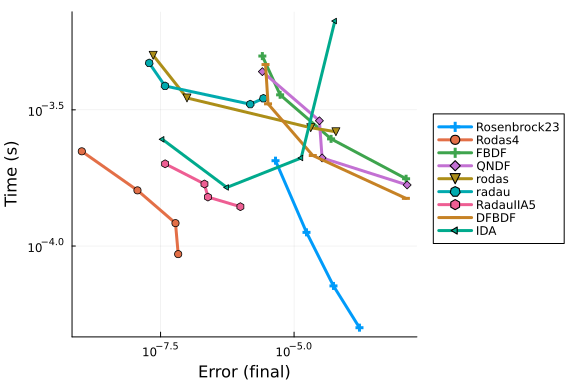 Time (s)
10^-3.5
10^-4.0
10^-7.5
10^-5.0
Error (final)
Rosenbrock23
Rodas4
FBDF
QNDF
rodas
radau
RadauIIA5
DFBDF
IDA